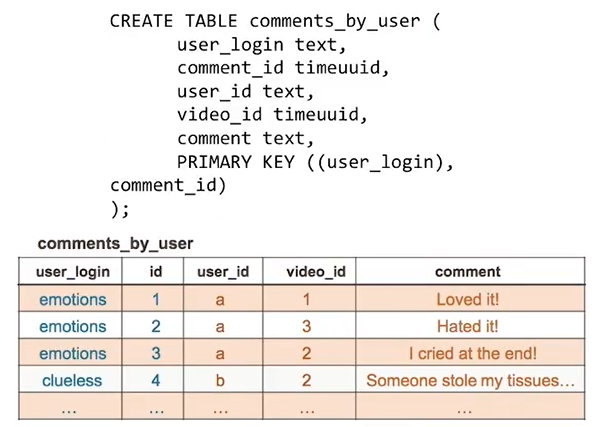 CREATE TABLE comments_by_user (
user_login text,
comment_id timeuuid,
user_id text,
video_id timeuuid,
comment text,
PRIMARY KEY ((user_login),
comment_id)
);
comments_by_user
user_login id user_id video_id comment
emotions 1 a 1 Loved it!
emotions 2 a 3 Hated it!
emotions 3 a 2 I cried at the end!
clueless 4 b 2 Someone stole my tissues...
... ... ... ... ...